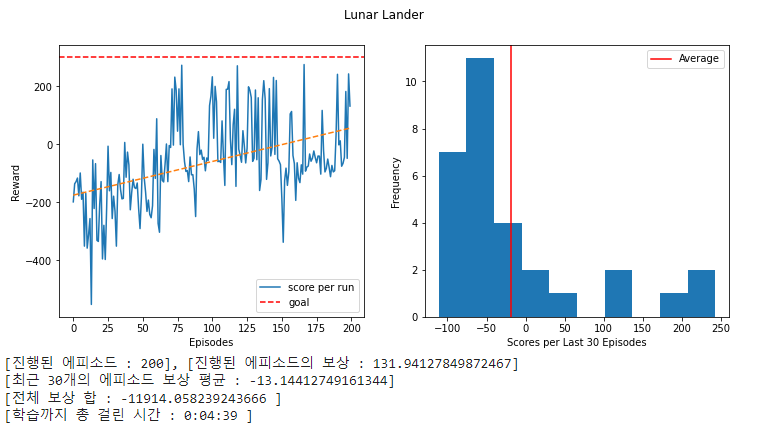 Lunar Lander
Reward
200
0
−200
−400
score per run
goal
0 25 50 75 100 125 150 175 200
Episodes
Frequency
10
8
6
4
2
0
Average
−100 −50 0 50 100 150 200 250
Scores per Last 30 Episodes
[진행된 에피소드 : 200], [진행된 에피소드의 보상 : 131.94127849872467]
[최근 30개의 에피소드 보상 평균 : -13.14412749161344]
[전체 보상 합 : -11914.058239243666 ]
[학습까지 총 걸린 시간 : 0:04:39 ]